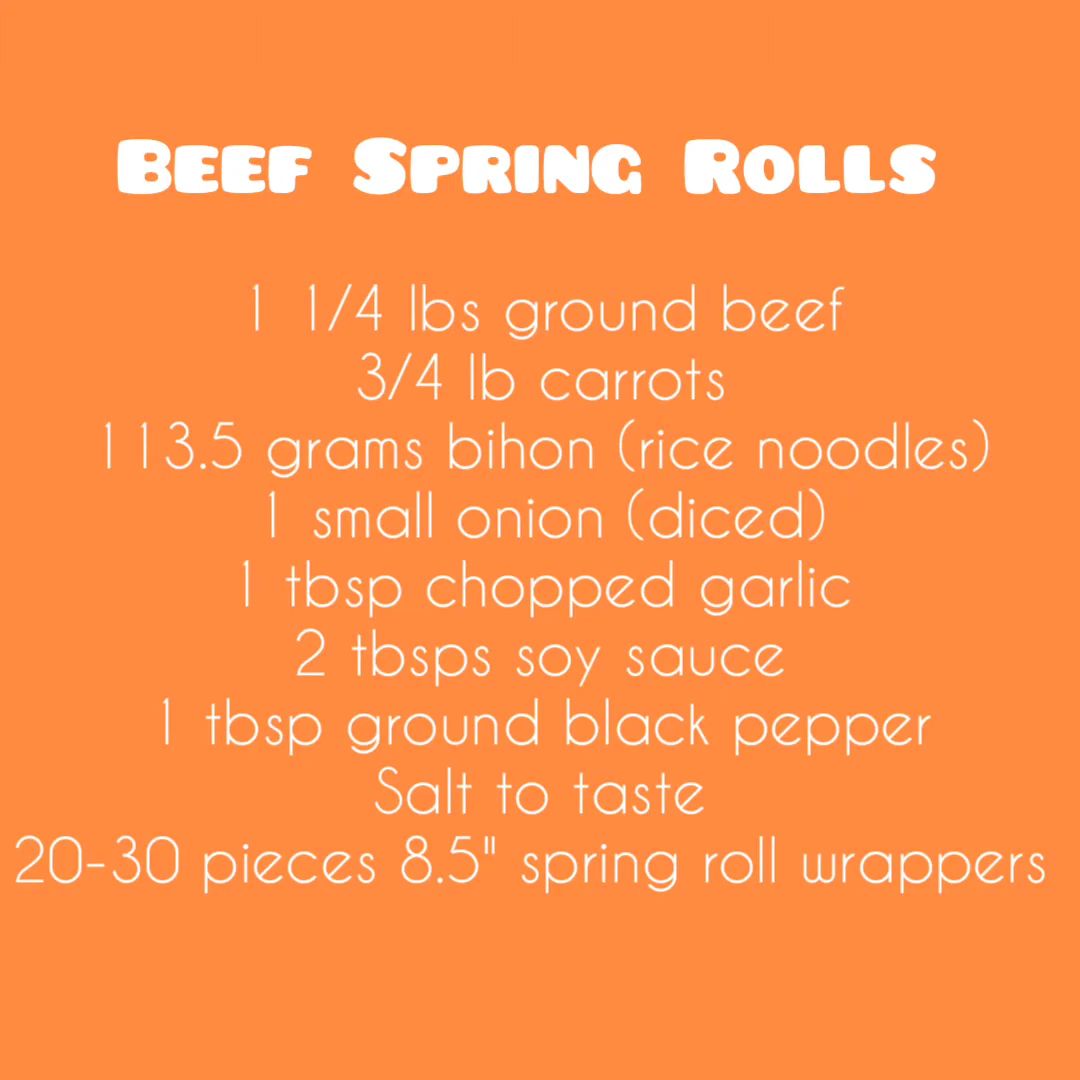 Beef Spring Rolls
1 1/4 lbs ground beef
3/4 lb carrots
113.5 grams bihon (rice noodles)
1 small onion (diced)
1 tbsp chopped garlic
2 tbsps soy sauce
1 tbsp ground black pepper
Salt to taste
20-30 pieces 8.5" spring roll wrappers